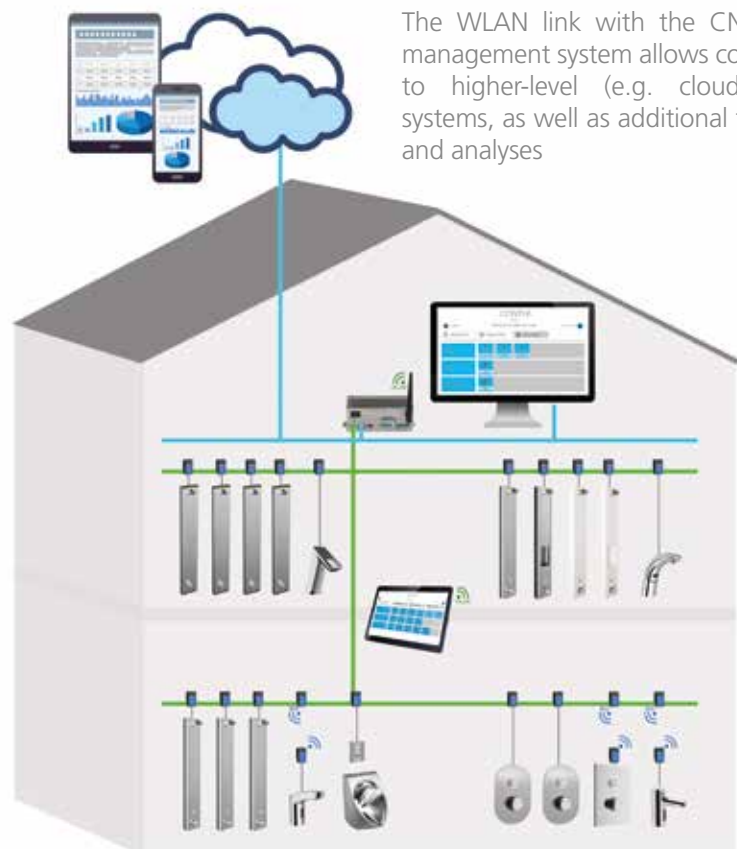 The WLAN link with the CN
management system allows co
to higher-level (e.g. cloud
systems, as well as additional
and analyses